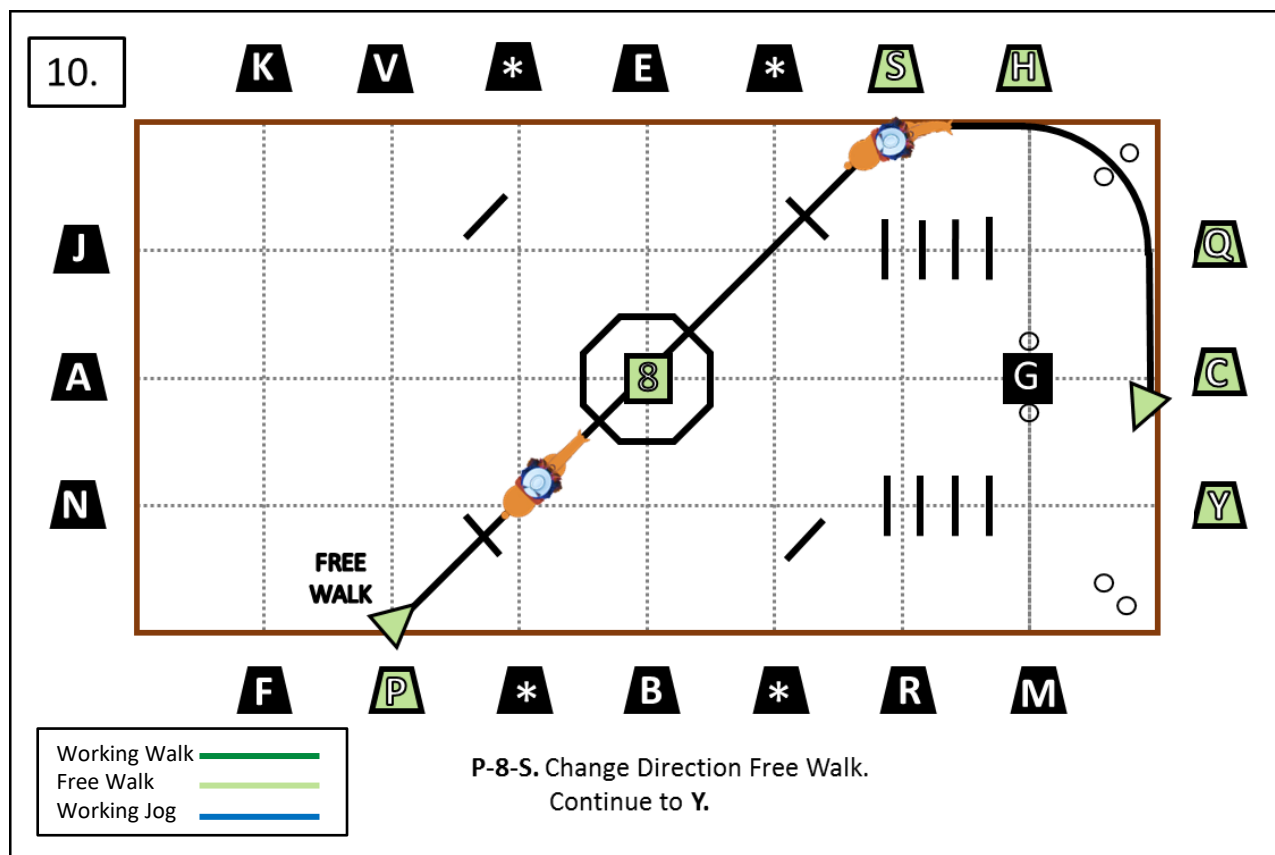 10.
K V * E * S H
J Q
8
A G C
N Y
FREE
WALK
F P * B * R M
Working Walk
Free Walk
Working Jog
P-8-S. Change Direction Free Walk.
Continue to Y.